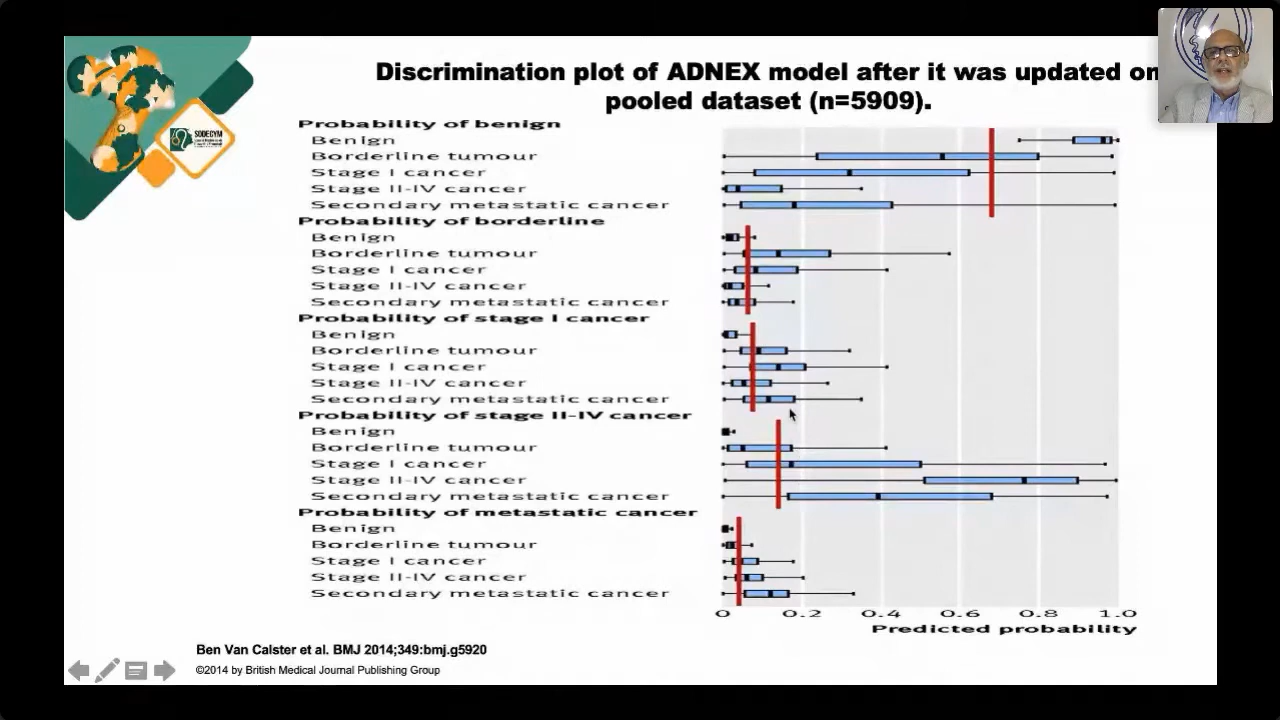 Discrimination plot of ADNEX model after it was updated on
pooled dataset (n=5909).
SODEGYM
Probability of benign
Benign
Borderline tumour
Stage I cancer
Stage II-IV cancer
Secondary metastatic cancer
Probability of borderline
Benign
Borderline tumour
Stage I cancer
Stage II-IV cancer
Secondary metastatic cancer
Probability of stage I cancer
Benign
Borderline tumour
Stage I cancer
Stage II-IV cancer
Secondary metastatic cancer
Probability of stage II-IV cancer
Benign
Borderline tumour
Stage I cancer
Stage II-IV cancer
Secondary metastatic cancer
Probability of metastatic cancer
Benign
Borderline tumour
Stage I cancer
Stage II-IV cancer
Secondary metastatic cancer
0 0.2 0.4 0.6 0.8 1.0
Predicted probability
Ben Van Calster et al. BMJ 2014;349:bmj.g5920
©2014 by British Medical Journal Publishing Group